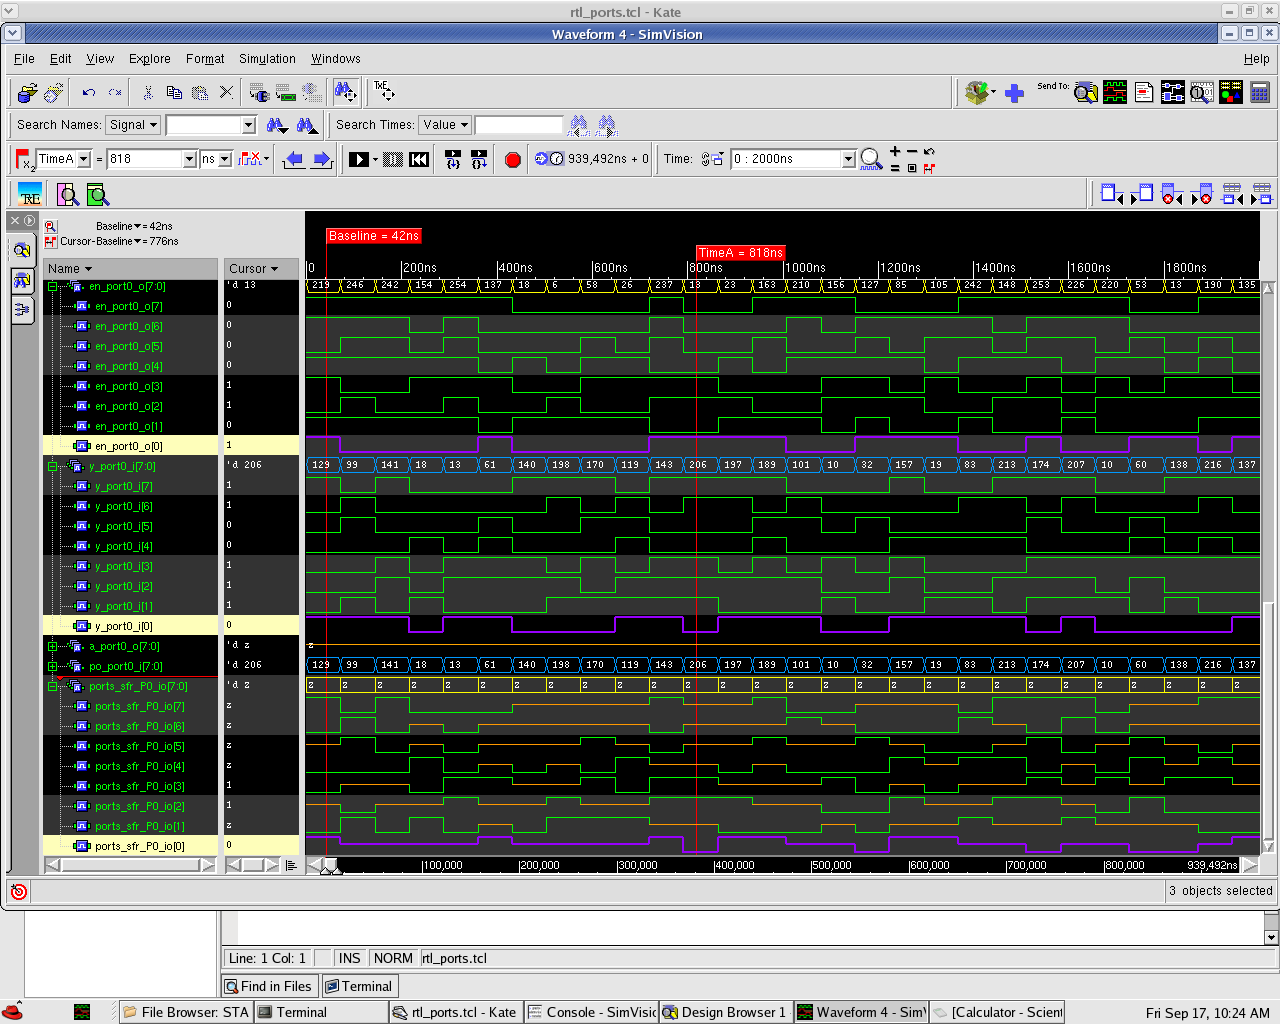 rtl_ports.tcl - Kate
Waveform 4 - SimVision
File Edit View Explore Format Simulation Windows Help
TxE
Send To:
Search Names: Signal Search Times: Value
X2 TimeA = 818 ns 939,492ns + 0 Time: 0 : 2000ns
TRE
Baseline = 42ns
Cursor-Baseline = 776ns
Baseline = 42ns
TimeA = 818ns
Name Cursor 0 200ns 400ns 600ns 800ns 1000ns 1200ns 1400ns 1600ns 1800ns
en_port0_o[7:0] 'd 13 219 246 242 154 254 137 18 6 58 26 237 13 23 143 210 127 85 105 242 148 253 226 220 53 13 190 135
en_port0_o[7] 0
en_port0_o[6] 0
en_port0_o[5] 0
en_port0_o[4] 0
en_port0_o[3] 1
en_port0_o[2] 1
en_port0_o[1] 0
en_port0_o[0] 1
y_port0_i[7:0] 'd 206 129 99 141 18 13 61 140 198 170 119 143 206 197 189 101 10 32 157 19 83 213 174 207 10 60 138 216 137
y_port0_i[7] 1
y_port0_i[6] 1
y_port0_i[5] 0
y_port0_i[4] 0
y_port0_i[3] 1
y_port0_i[2] 1
y_port0_i[1] 1
y_port0_i[0] 0
a_port0_o[7:0] 'd z z
po_port0_i[7:0] 'd 206 129 99 141 18 13 61 140 198 170 119 143 206 197 189 101 10 32 157 19 83 213 174 207 10 60 138 216 137
ports_sfr_P0_io[7:0] 'd z z z z z z z z z z z z z z z z z z z z z z z z z z z z z
ports_sfr_P0_io[7] z
ports_sfr_P0_io[6] z
ports_sfr_P0_io[5] z
ports_sfr_P0_io[4] z
ports_sfr_P0_io[3] 1
ports_sfr_P0_io[2] 1
ports_sfr_P0_io[1] z
ports_sfr_P0_io[0] 0
100,000 200,000 300,000 400,000 500,000 600,000 700,000 800,000 939,492ns
3 objects selected
Line: 1 Col: 1 INS NORM rtl_ports.tcl
Find in Files Terminal
File Browser: STA Terminal rtl_ports.tcl - Kate Console - SimVisic Design Browser 1 - Waveform 4 - SimV [Calculator - Scient Fri Sep 17, 10:24 AM